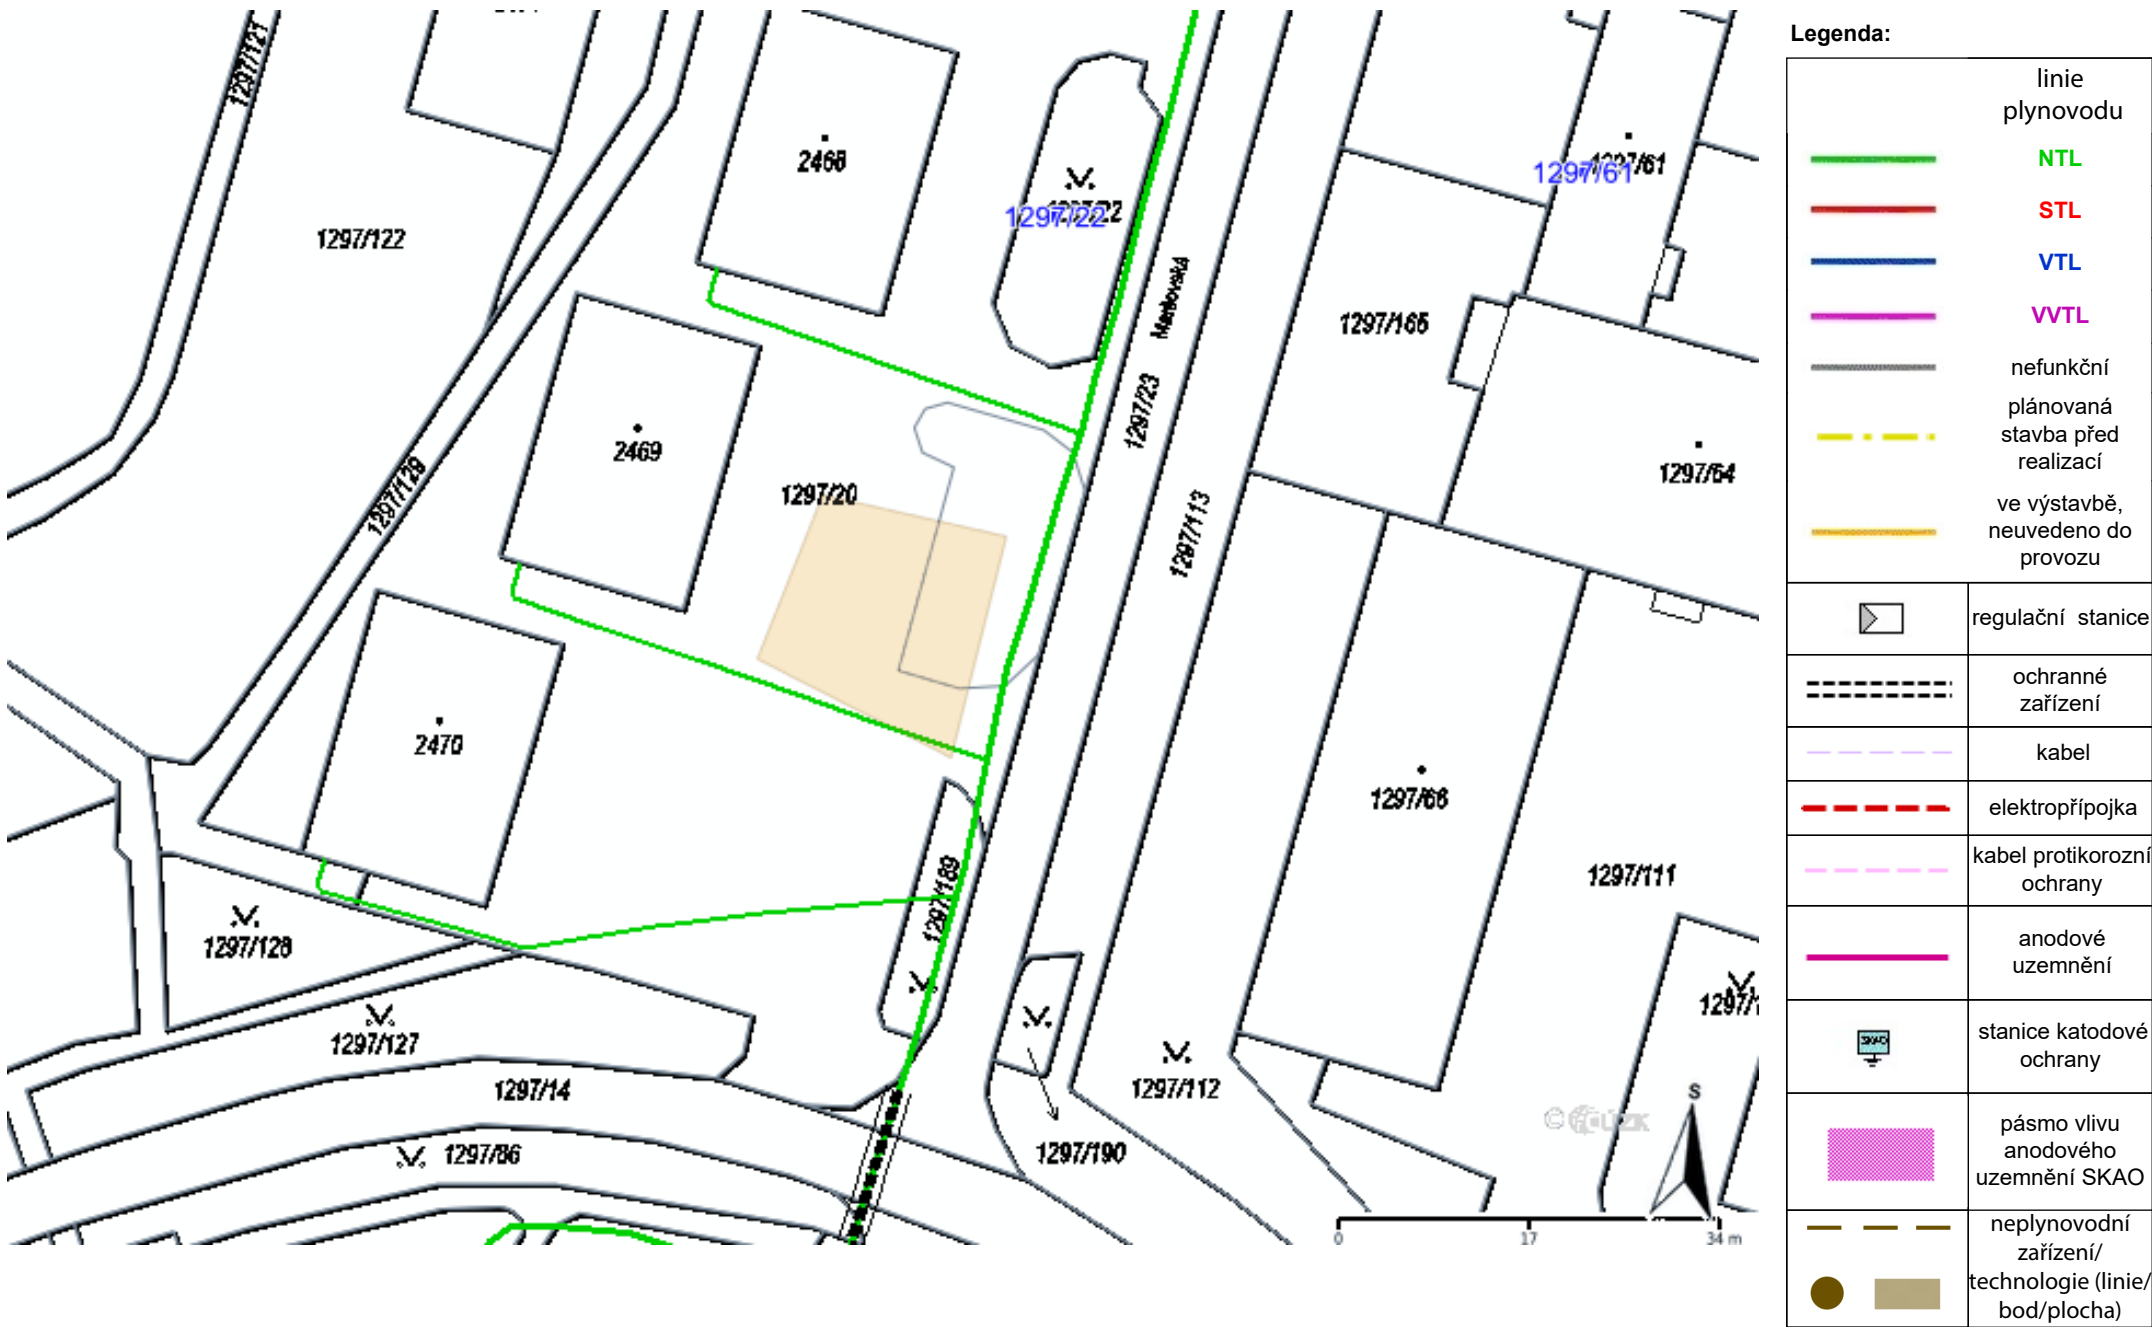 1297/121
2468
1297/61
1297/61
1297/22
1297/122
1297/165
1297/23
2469
1297/20
1297/129
1297/113
1297/64
2470
1297/66
1297/189
1297/111
1297/128
1297/127
1297/14
1297/112
1297/86
1297/190
S
0 17 34 m
Legenda:
linie
plynovodu
NTL
STL
VTL
VVTL
nefunkční
plánovaná
stavba před
realizací
ve výstavbě,
neuvedeno do
provozu
regulační stanice
ochranné
zařízení
kabel
elektropřípojka
kabel protikorozní
ochrany
anodové
uzemnění
SKAO
stanice katodové
ochrany
pásmo vlivu
anodového
uzemnění SKAO
neplynovodní
zařízení/
technologie (linie/
bod/plocha)